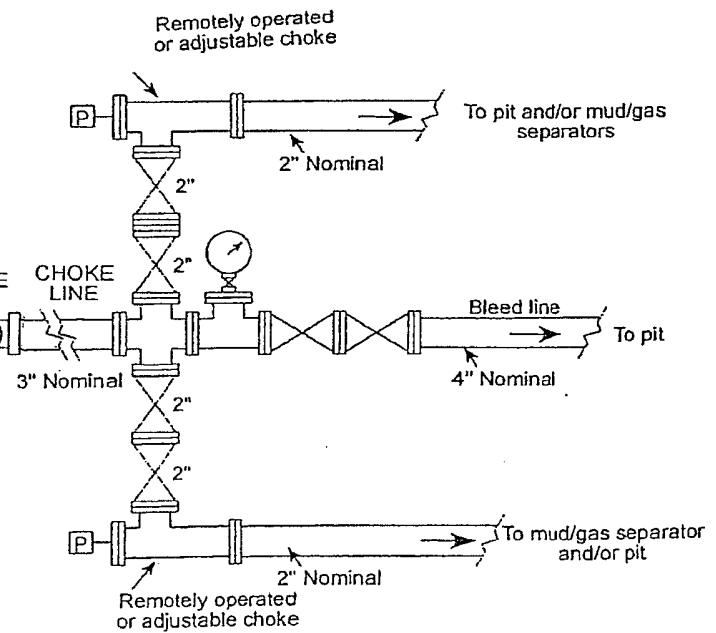 Remotely operated
or adjustable choke
P
To pit and/or mud/gas
separators
2" Nominal
2"
2"
E
CHOKE
LINE
Bleed line
To pit
3" Nominal
4" Nominal
2"
2"
P
To mud/gas separator
and/or pit
2" Nominal
Remotely operated
or adjustable choke